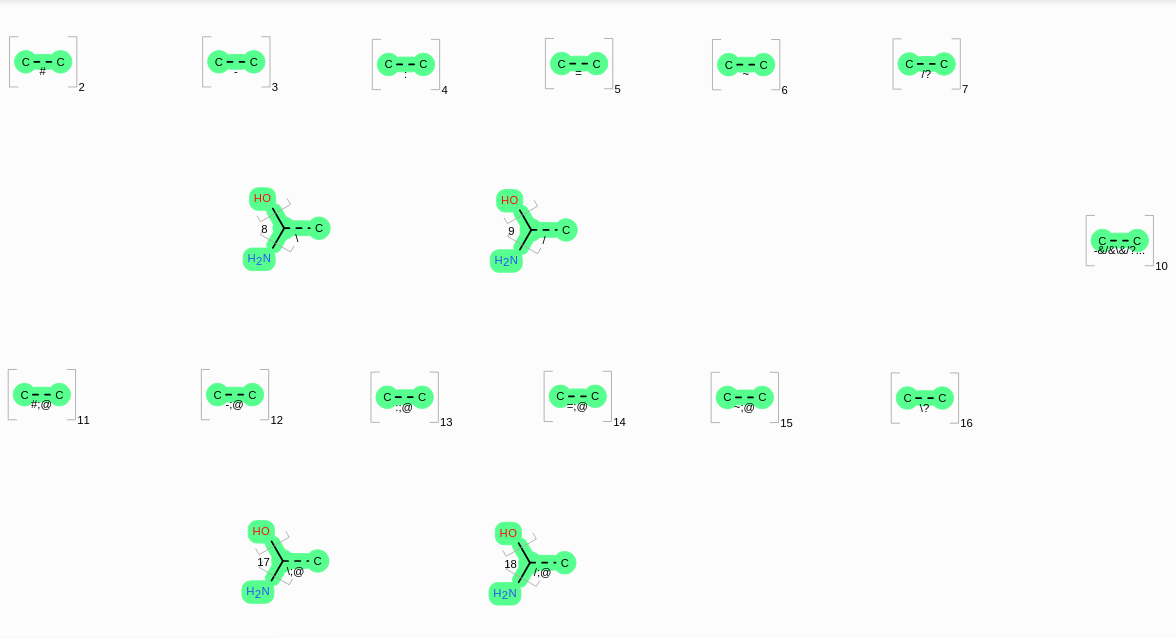 C C
#
2
C C
-
3
C C
:
4
C C
=
5
C C
~
6
C C
/?
7
HO
8
C
\
H2N
HO
9
C
/
H2N
C C
-&/&\&/?...
10
C C
#;@
11
C C
-;@
12
C C
:;@
13
C C
=;@
14
C C
~;@
15
C C
\?
16
HO
17
C
\;@
H2N
HO
18
C
/;@
H2N